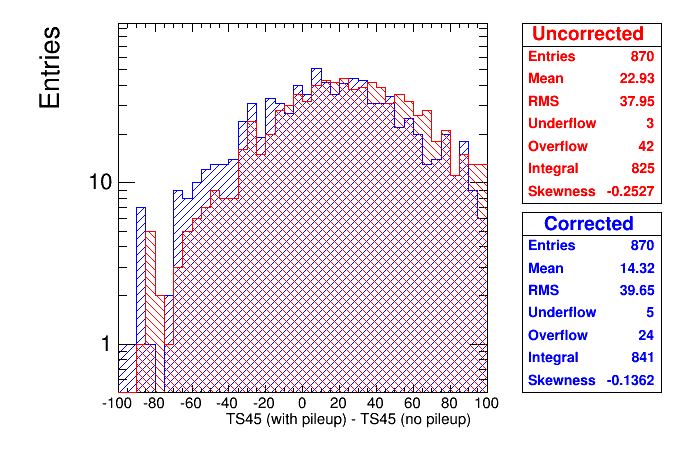 Entries
10
1
-100 -80 -60 -40 -20 0 20 40 60 80 100
TS45 (with pileup) - TS45 (no pileup)
Uncorrected
Entries 870
Mean 22.93
RMS 37.95
Underflow 3
Overflow 42
Integral 825
Skewness -0.2527
Corrected
Entries 870
Mean 14.32
RMS 39.65
Underflow 5
Overflow 24
Integral 841
Skewness -0.1362